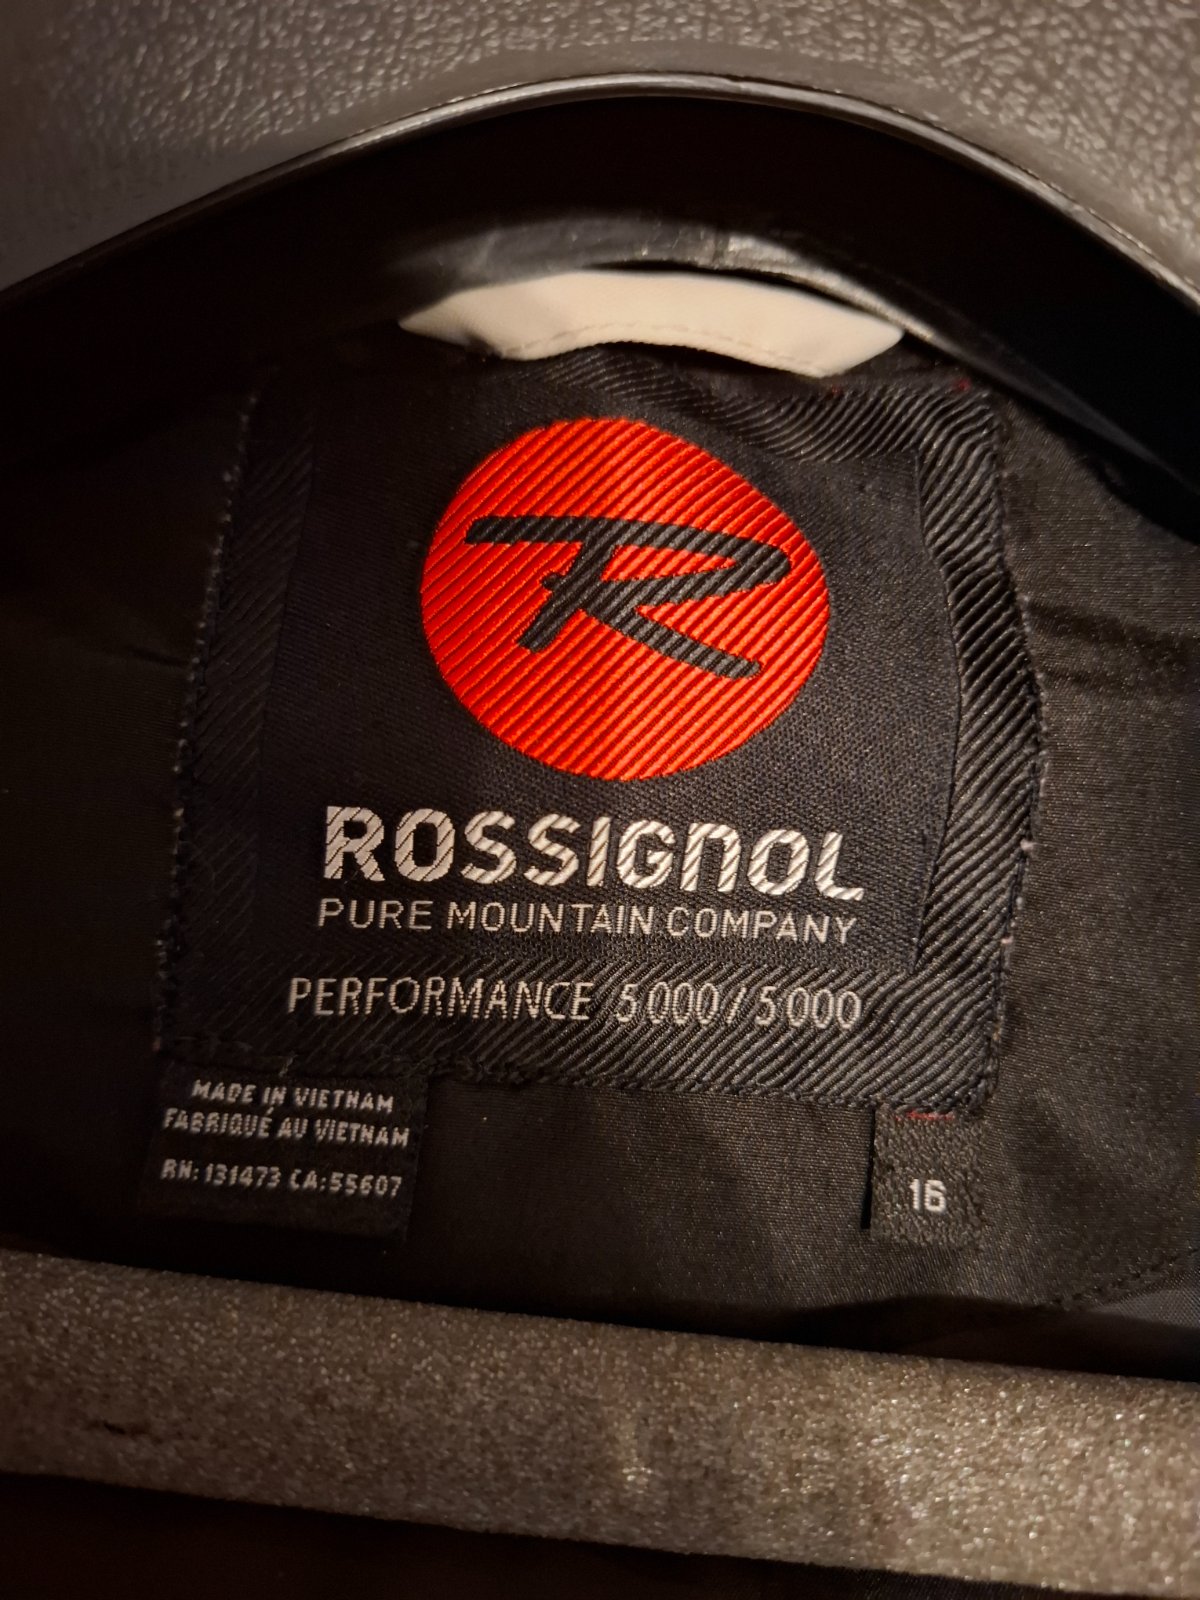 R
ROSSIGNOL
PURE MOUNTAIN COMPANY
PERFORMANCE 5000/5000
MADE IN VIETNAM
FABRIQUÉ AU VIETNAM
RN: 131473 CA: 55607
16